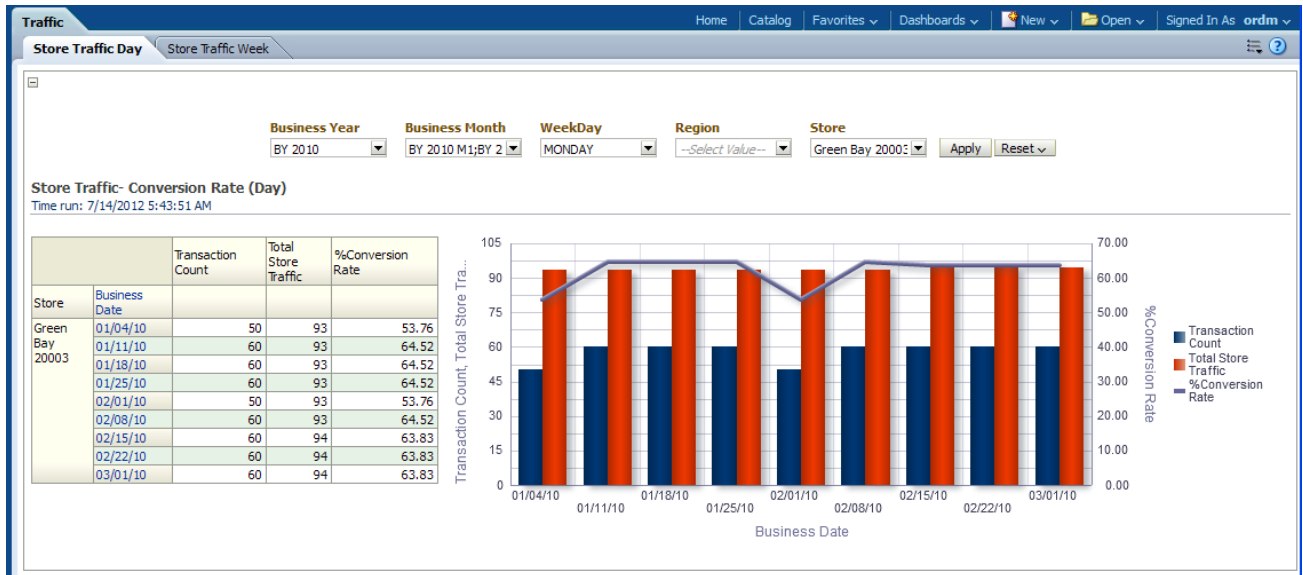 Traffic
Home Catalog Favorites Dashboards New Open Signed In As ordm
Store Traffic Day Store Traffic Week
Business Year Business Month WeekDay Region Store
BY 2010 BY 2010 M1;BY 2 MONDAY --Select Value-- Green Bay 20003 Apply Reset
Store Traffic- Conversion Rate (Day)
Time run: 7/14/2012 5:43:51 AM
Transaction Count Total Store Traffic %Conversion Rate
Store Business Date
Green Bay 20003
01/04/10 50 93 53.76
01/11/10 60 93 64.52
01/18/10 60 93 64.52
01/25/10 60 93 64.52
02/01/10 50 93 53.76
02/08/10 60 93 64.52
02/15/10 60 94 63.83
02/22/10 60 94 63.83
03/01/10 60 94 63.83
Transaction Count, Total Store Tra...
105
90
75
60
45
30
15
0
70.00
60.00
50.00
40.00
30.00
20.00
10.00
0.00
%Conversion Rate
01/04/10 01/11/10 01/18/10 01/25/10 02/01/10 02/08/10 02/15/10 02/22/10 03/01/10
Business Date
Transaction Count
Total Store Traffic
%Conversion Rate